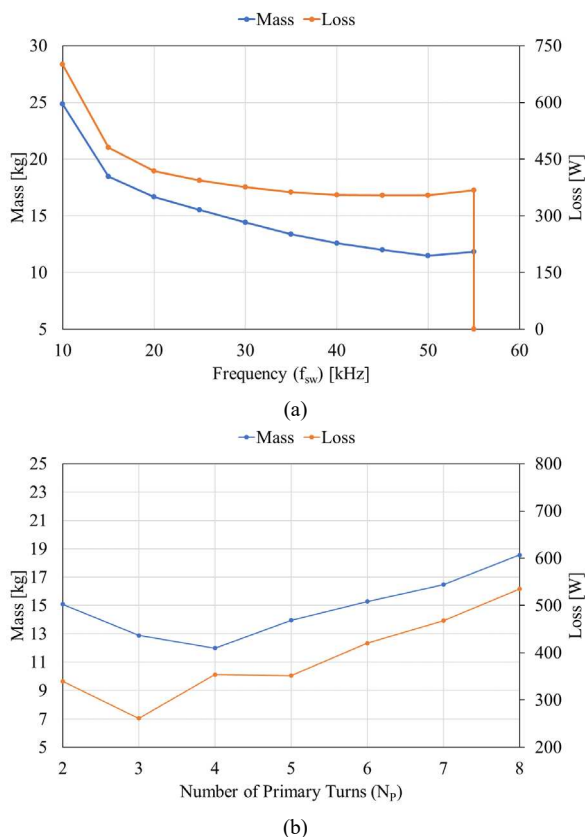 Mass Loss
30 750
25 600
20 450
15 300
10 150
5 0
Mass [kg]
Loss [W]
10 20 30 40 50 60
Frequency (fsw) [kHz]
(a)
Mass Loss
25 800
23
21 700
19 600
17
15 500
13
11 400
9 300
7
5 200
Mass [kg]
Loss [W]
2 3 4 5 6 7 8
Number of Primary Turns (NP)
(b)